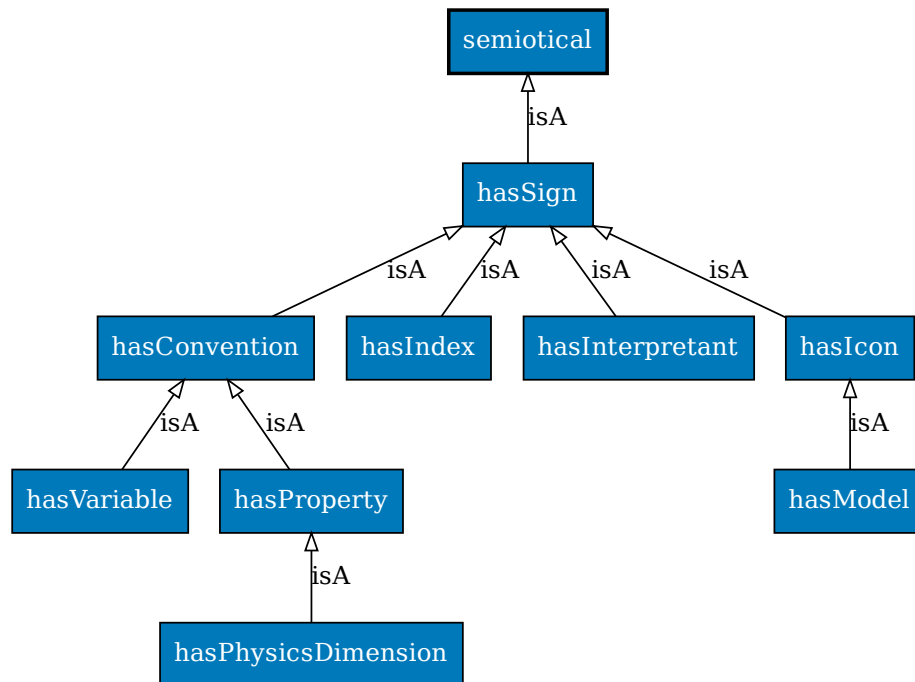 semiotical
isA
hasSign
isA
isA
isA
isA
hasConvention
hasIndex
hasInterpretant
hasIcon
isA
isA
isA
hasVariable
hasProperty
hasModel
isA
hasPhysicsDimension